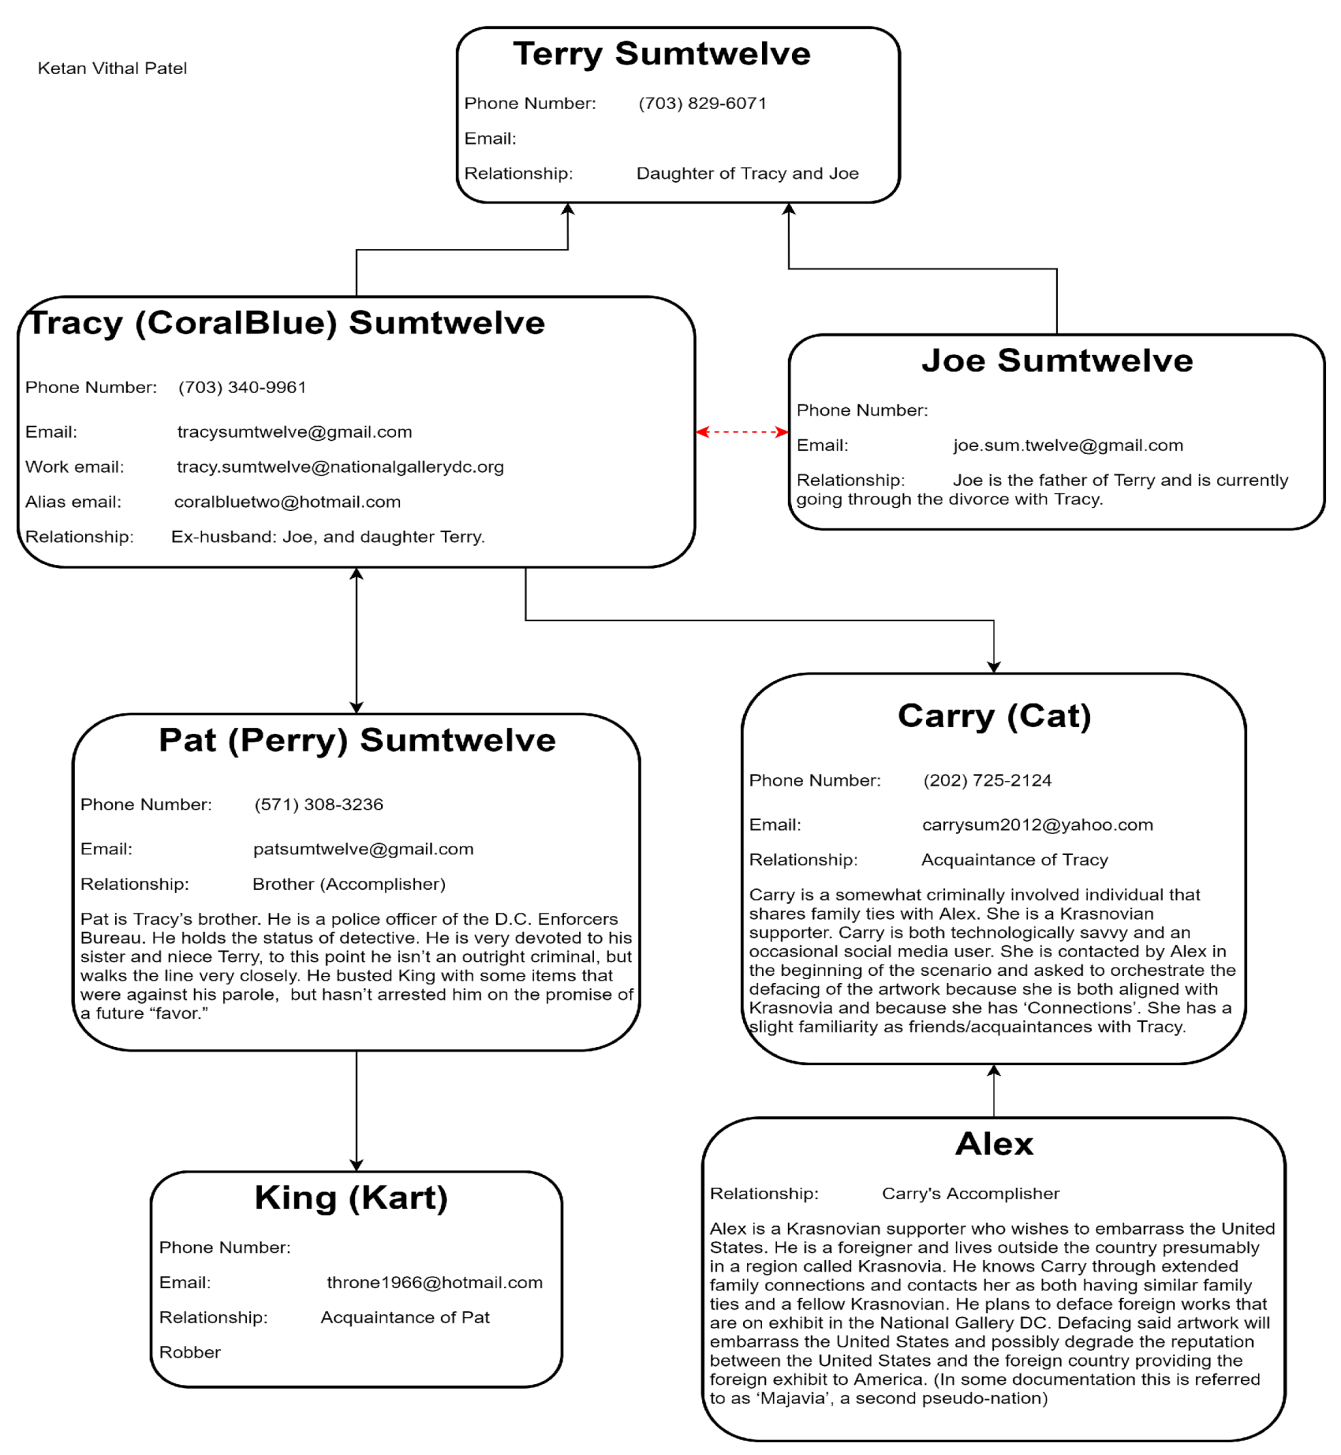 Terry Sumtwelve
Ketan Vithal Patel
Phone Number: (703) 829-6071
Email:
Relationship: Daughter of Tracy and Joe
Tracy (CoralBlue) Sumtwelve
Phone Number: (703) 340-9961
Email: tracysumtwelve@gmail.com
Work email: tracy.sumtwelve@nationalgallerydc.org
Alias email: coralbluetwo@hotmail.com
Relationship: Ex-husband: Joe, and daughter Terry.
Joe Sumtwelve
Phone Number:
Email: joe.sum.twelve@gmail.com
Relationship: Joe is the father of Terry and is currently
going through the divorce with Tracy.
Pat (Perry) Sumtwelve
Phone Number: (571) 308-3236
Email: patsumtwelve@gmail.com
Relationship: Brother (Accomplisher)
Pat is Tracy's brother. He is a police officer of the D.C. Enforcers
Bureau. He holds the status of detective. He is very devoted to his
sister and niece Terry, to this point he isn't an outright criminal, but
walks the line very closely. He busted King with some items that
were against his parole,  but hasn't arrested him on the promise of
a future “favor.”
Carry (Cat)
Phone Number: (202) 725-2124
Email: carrysum2012@yahoo.com
Relationship: Acquaintance of Tracy
Carry is a somewhat criminally involved individual that
shares family ties with Alex. She is a Krasnovian
supporter. Carry is both technologically savvy and an
occasional social media user. She is contacted by Alex in
the beginning of the scenario and asked to orchestrate the
defacing of the artwork because she is both aligned with
Krasnovia and because she has ‘Connections’. She has a
slight familiarity as friends/acquaintances with Tracy.
King (Kart)
Phone Number:
Email: throne1966@hotmail.com
Relationship: Acquaintance of Pat
Robber
Alex
Relationship: Carry's Accomplisher
Alex is a Krasnovian supporter who wishes to embarrass the United
States. He is a foreigner and lives outside the country presumably
in a region called Krasnovia. He knows Carry through extended
family connections and contacts her as both having similar family
ties and a fellow Krasnovian. He plans to deface foreign works that
are on exhibit in the National Gallery DC. Defacing said artwork will
embarrass the United States and possibly degrade the reputation
between the United States and the foreign country providing the
foreign exhibit to America. (In some documentation this is referred
to as ‘Majavia’, a second pseudo-nation)